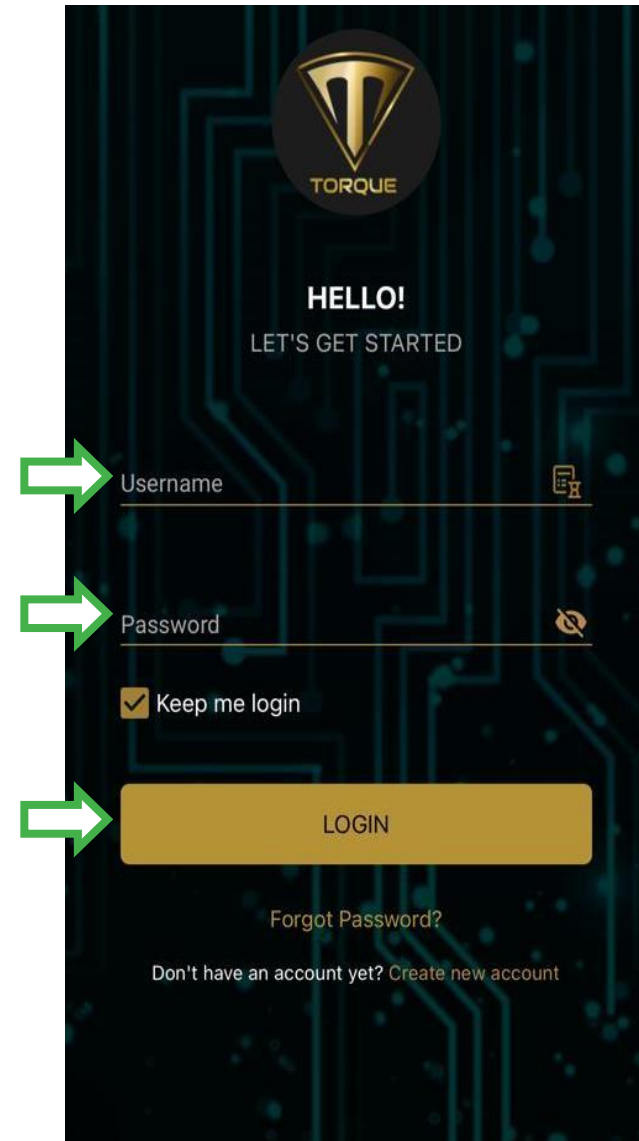 TORQUE
HELLO!
LET'S GET STARTED
Username
Password
Keep me login
LOGIN
Forgot Password?
Don't have an account yet? Create new account